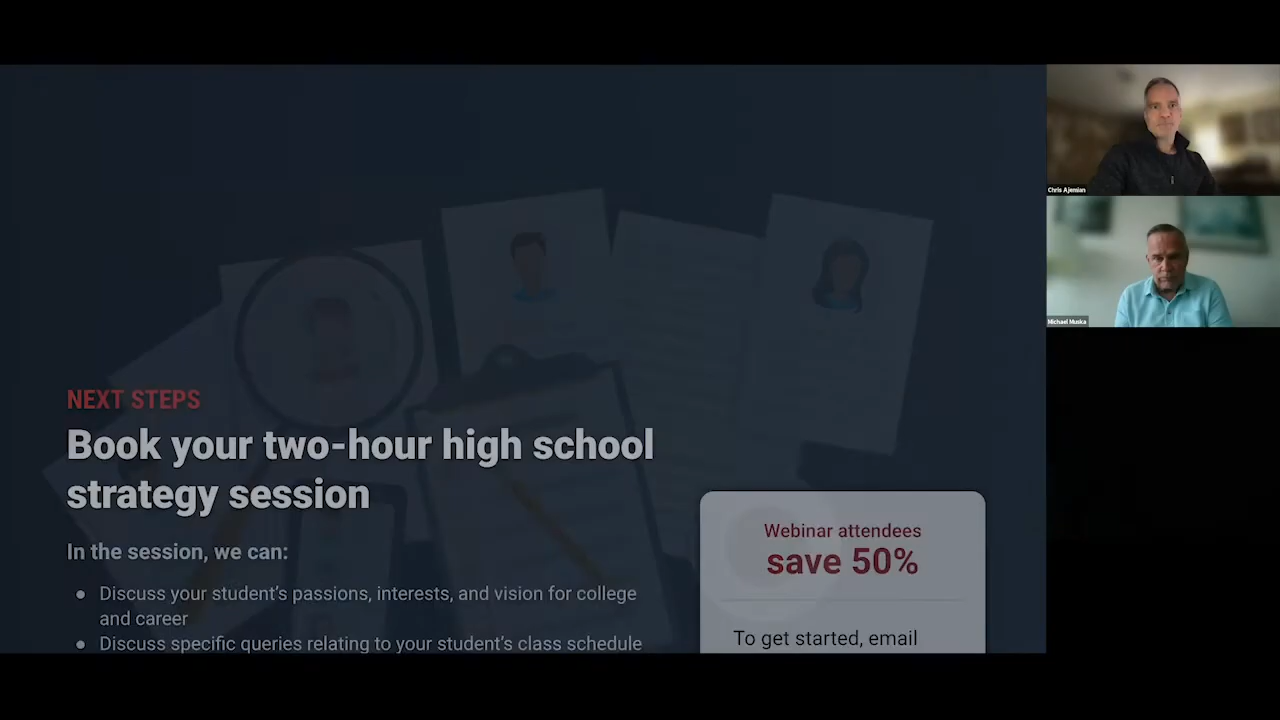 NEXT STEPS
Book your two-hour high school
strategy session
In the session, we can:
● Discuss your student’s passions, interests, and vision for college
and career
● Discuss specific queries relating to your student’s class schedule
Webinar attendees
save 50%
To get started, email
Chris Ajemian
Michael Muska